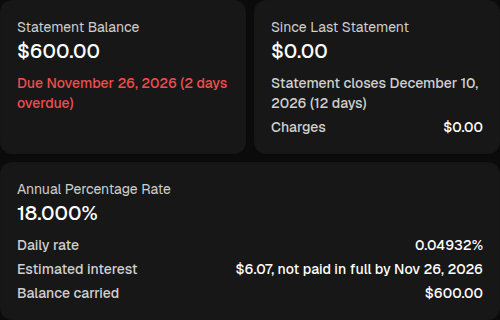 Statement Balance
$600.00
Due November 26, 2026 (2 days
overdue)
Since Last Statement
$0.00
Statement closes December 10,
2026 (12 days)
Charges $0.00
Annual Percentage Rate
18.000%
Daily rate 0.04932%
Estimated interest $6.07, not paid in full by Nov 26, 2026
Balance carried $600.00